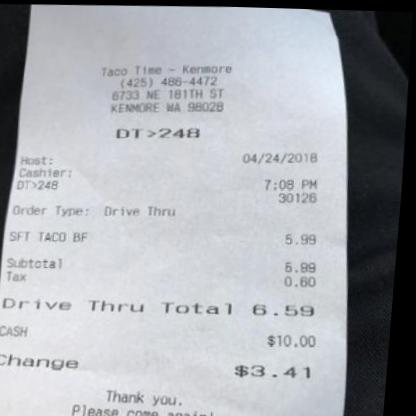 Taco Time - Kenmore
(425) 486-4472
6733 NE 181TH ST
KENMORE WA 98028
DT>248
Host: 04/24/2018
Cashier:
DT>248 7:08 PM
30126
Order Type: Drive Thru
SFT TACO BF 5.99
Subtotal 5.99
Tax 0.60
Drive Thru Total 6.59
CASH $10.00
Change $3.41
Thank you.
Please come again!